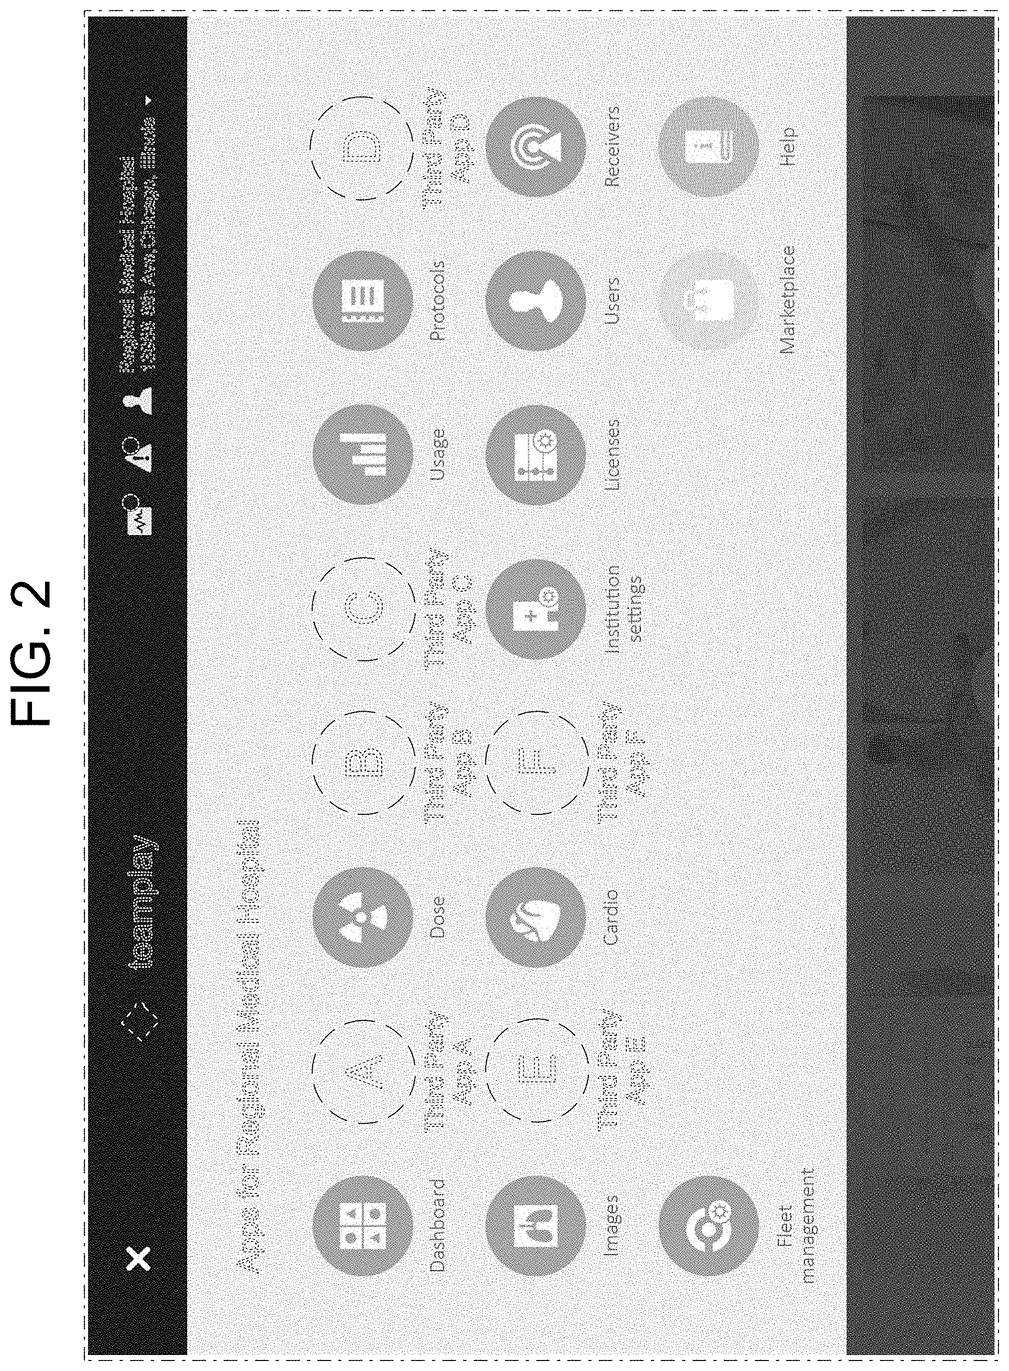 FIG. 2
teamplay
Regional Medical Hospital
Ave, Chicago, Illinois
Apps for Regional Medical Hospital
A
B
C
D
Dashboard
Third Party
App A
Dose
Third Party
App B
Third Party
App C
Usage
Protocols
Third Party
App D
E
F
Images
Third Party
App E
Cardio
Third Party
App F
Institution
settings
Licenses
Users
Receivers
Fleet
management
Marketplace
Help